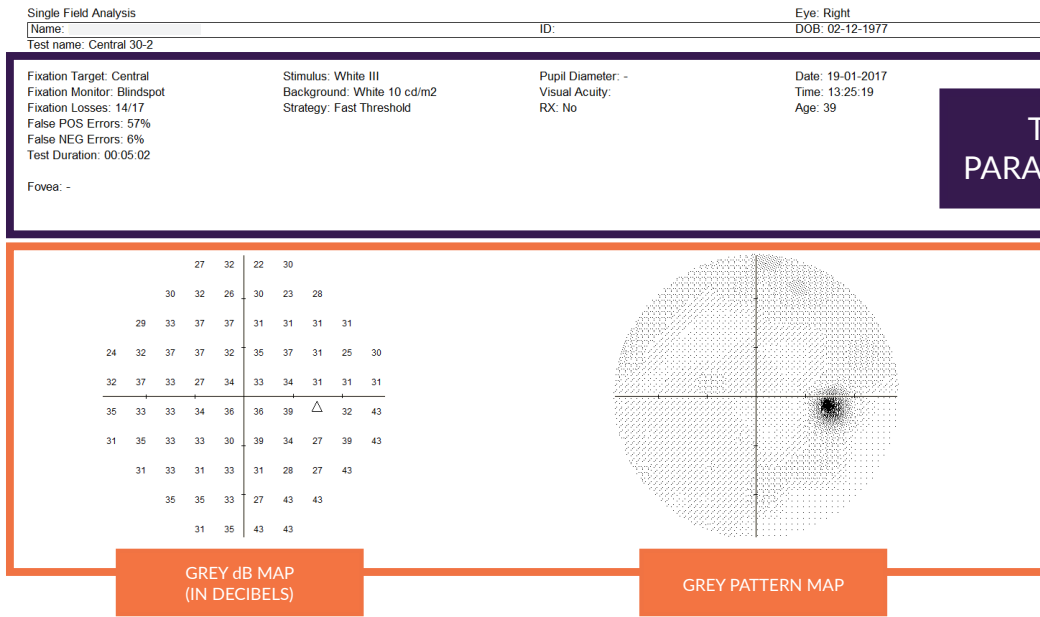 Single Field Analysis Eye: Right
Name: ID: DOB: 02-12-1977
Test name: Central 30-2
Fixation Target: Central Stimulus: White III Pupil Diameter: - Date: 19-01-2017
Fixation Monitor: Blindspot Background: White 10 cd/m2 Visual Acuity: Time: 13:25:19
Fixation Losses: 14/17 Strategy: Fast Threshold RX: No Age: 39
False POS Errors: 57%
False NEG Errors: 6%
Test Duration: 00:05:02
Fovea: -
T
PARA
27 32 22 30
30 32 26 30 23 28
29 33 37 37 31 31 31 31
24 32 37 37 32 35 37 31 25 30
32 37 33 27 34 33 34 31 31 31
35 33 33 34 36 36 39 32 43
31 35 33 33 30 39 34 27 39 43
31 33 31 33 31 28 27 43
35 35 33 27 43 43
31 35 43 43
GREY dB MAP
(IN DECIBELS)
GREY PATTERN MAP